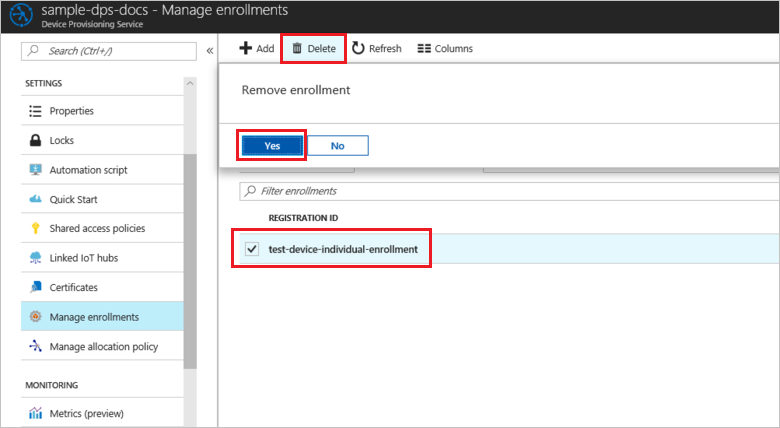 sample-dps-docs - Manage enrollments
Device Provisioning Service
Search (Ctrl+/)
«
Add
Delete
Refresh
Columns
SETTINGS
Properties
Locks
Automation script
Quick Start
Shared access policies
Linked IoT hubs
Certificates
Manage enrollments
Manage allocation policy
MONITORING
Metrics (preview)
Remove enrollment
Yes
No
Filter enrollments
REGISTRATION ID
test-device-individual-enrollment